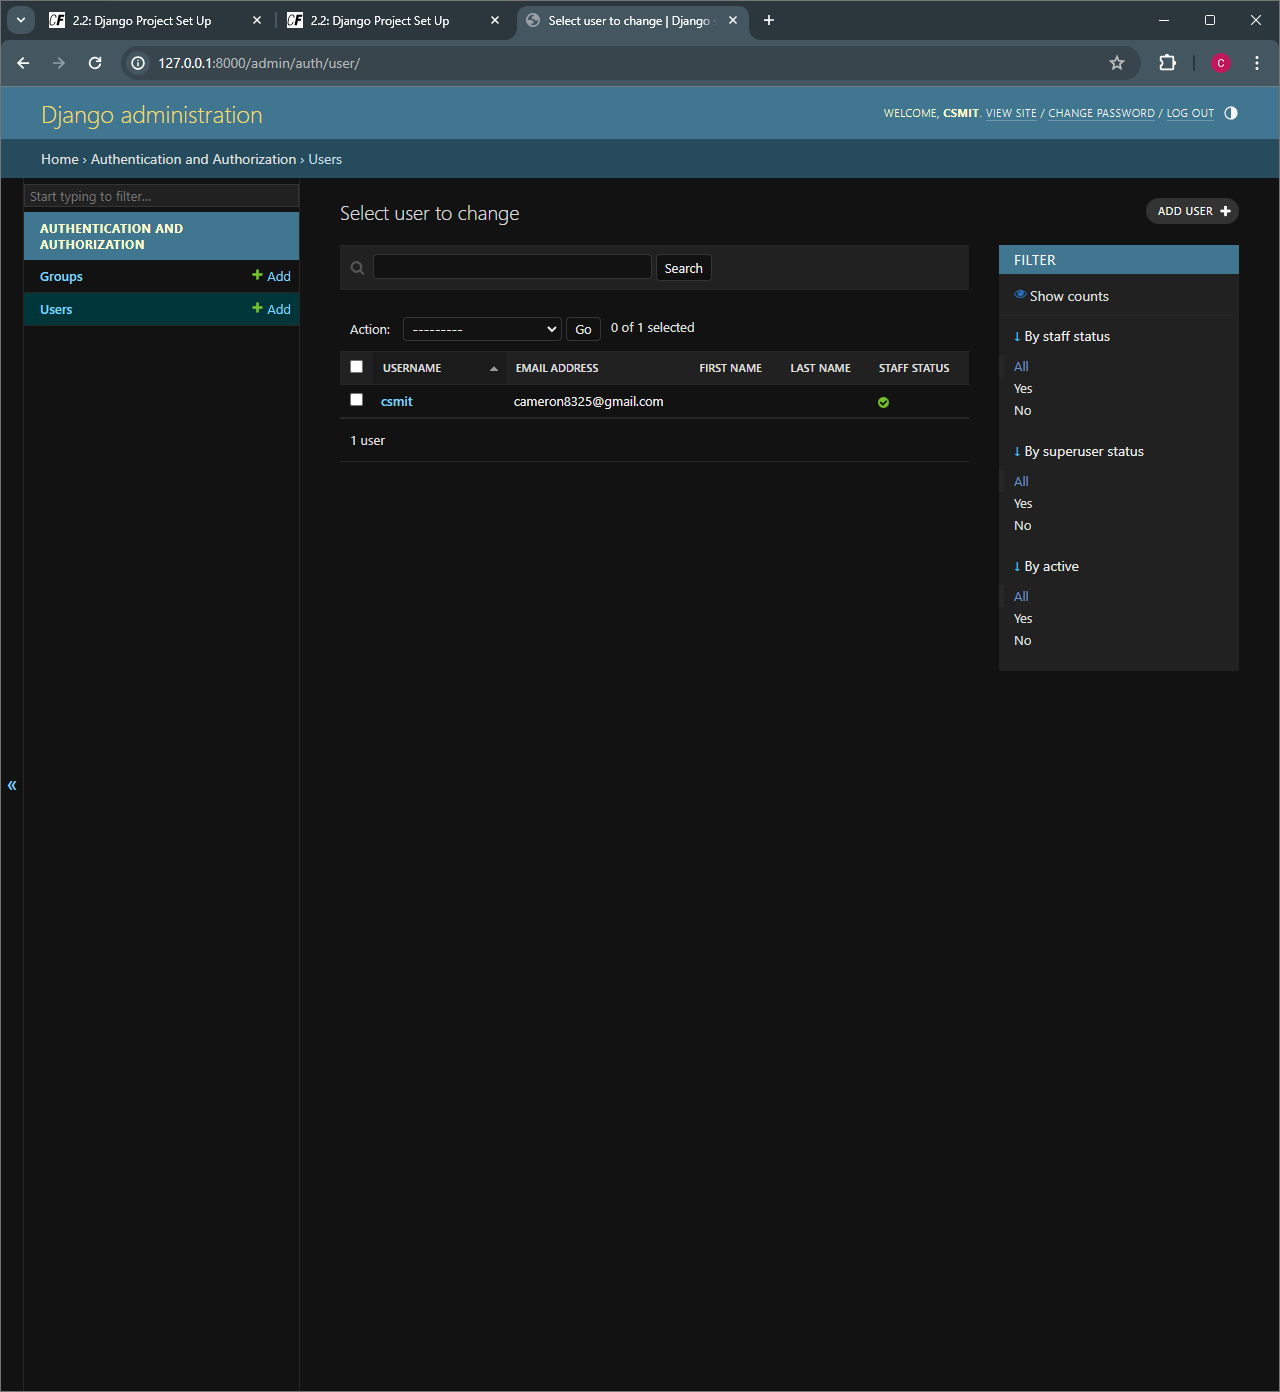 CF 2.2: Django Project Set Up
CF 2.2: Django Project Set Up
Select user to change | Django s
127.0.0.1:8000/admin/auth/user/
C
Django administration
WELCOME, CSMIT. VIEW SITE / CHANGE PASSWORD / LOG OUT
Home › Authentication and Authorization › Users
Start typing to filter...
AUTHENTICATION AND
AUTHORIZATION
Groups + Add
Users + Add
«
Select user to change
ADD USER +
Search
Action: --------- Go 0 of 1 selected
USERNAME EMAIL ADDRESS FIRST NAME LAST NAME STAFF STATUS
csmit cameron8325@gmail.com
1 user
FILTER
Show counts
↓ By staff status
All
Yes
No
↓ By superuser status
All
Yes
No
↓ By active
All
Yes
No